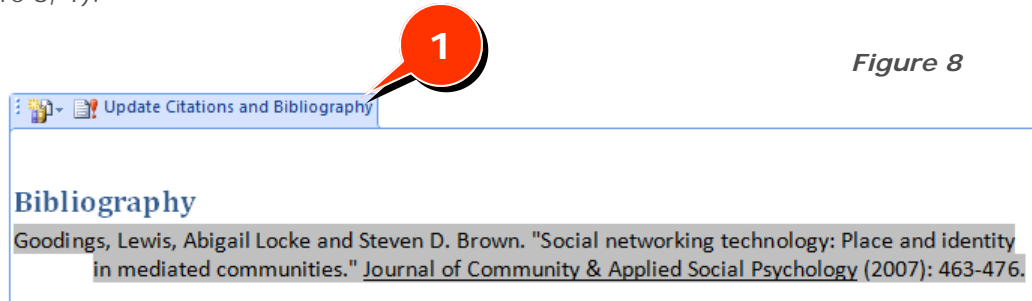 1
Figure 8
Update Citations and Bibliography
Bibliography
Goodings, Lewis, Abigail Locke and Steven D. Brown. "Social networking technology: Place and identity
in mediated communities." Journal of Community & Applied Social Psychology (2007): 463-476.